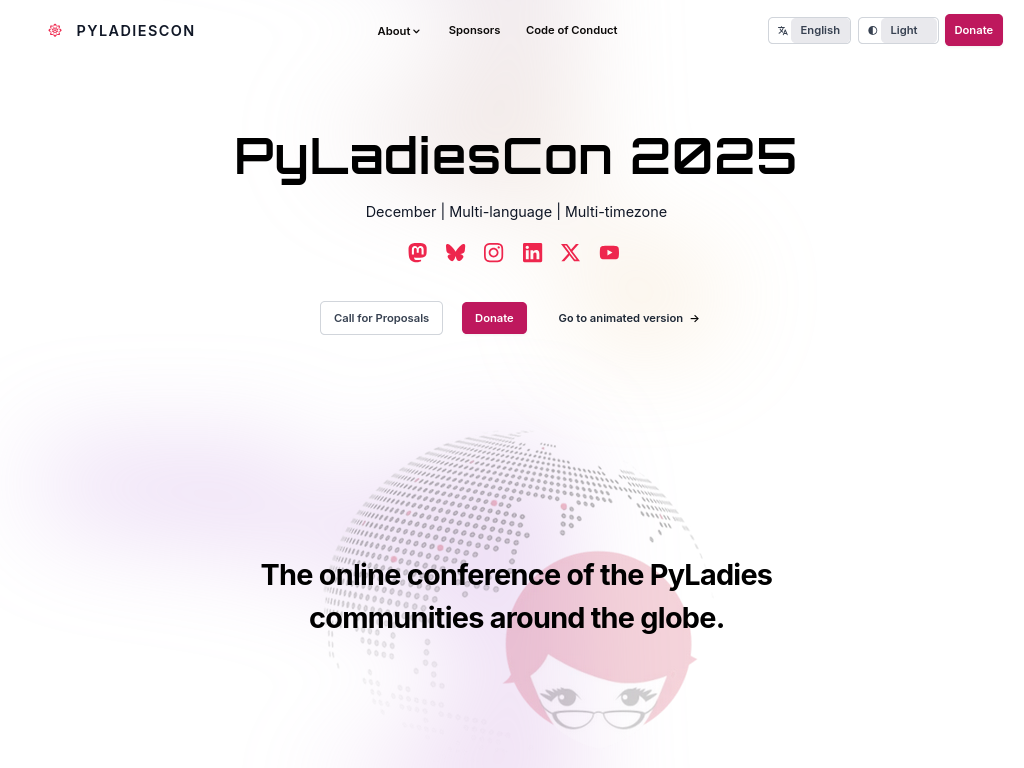 PYLADIESCON
About
Sponsors
Code of Conduct
English
Light
Donate
PyLadiesCon 2025
December | Multi-language | Multi-timezone
Call for Proposals
Donate
Go to animated version →
The online conference of the PyLadies
communities around the globe.